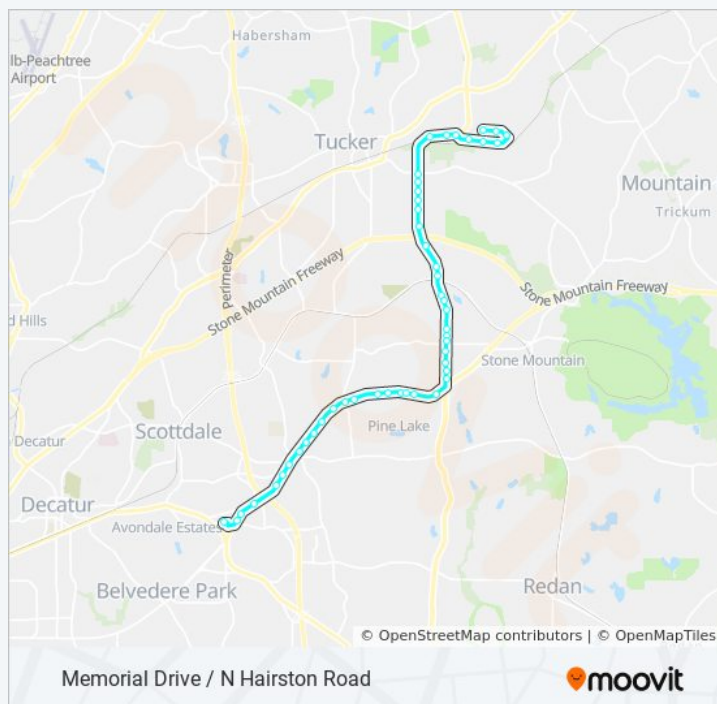 Habersham
lb-Peachtree
Airport
Tucker
Mountain
Trickum
Perimeter
Stone Mountain Freeway
Stone Mountain Freeway
d Hills
Stone Mountain
Decatur
Scottdale
Pine Lake
Decatur
Avondale Estates
Belvedere Park
Redan
© OpenStreetMap contributors | © OpenMapTiles
Memorial Drive / N Hairston Road
moovit